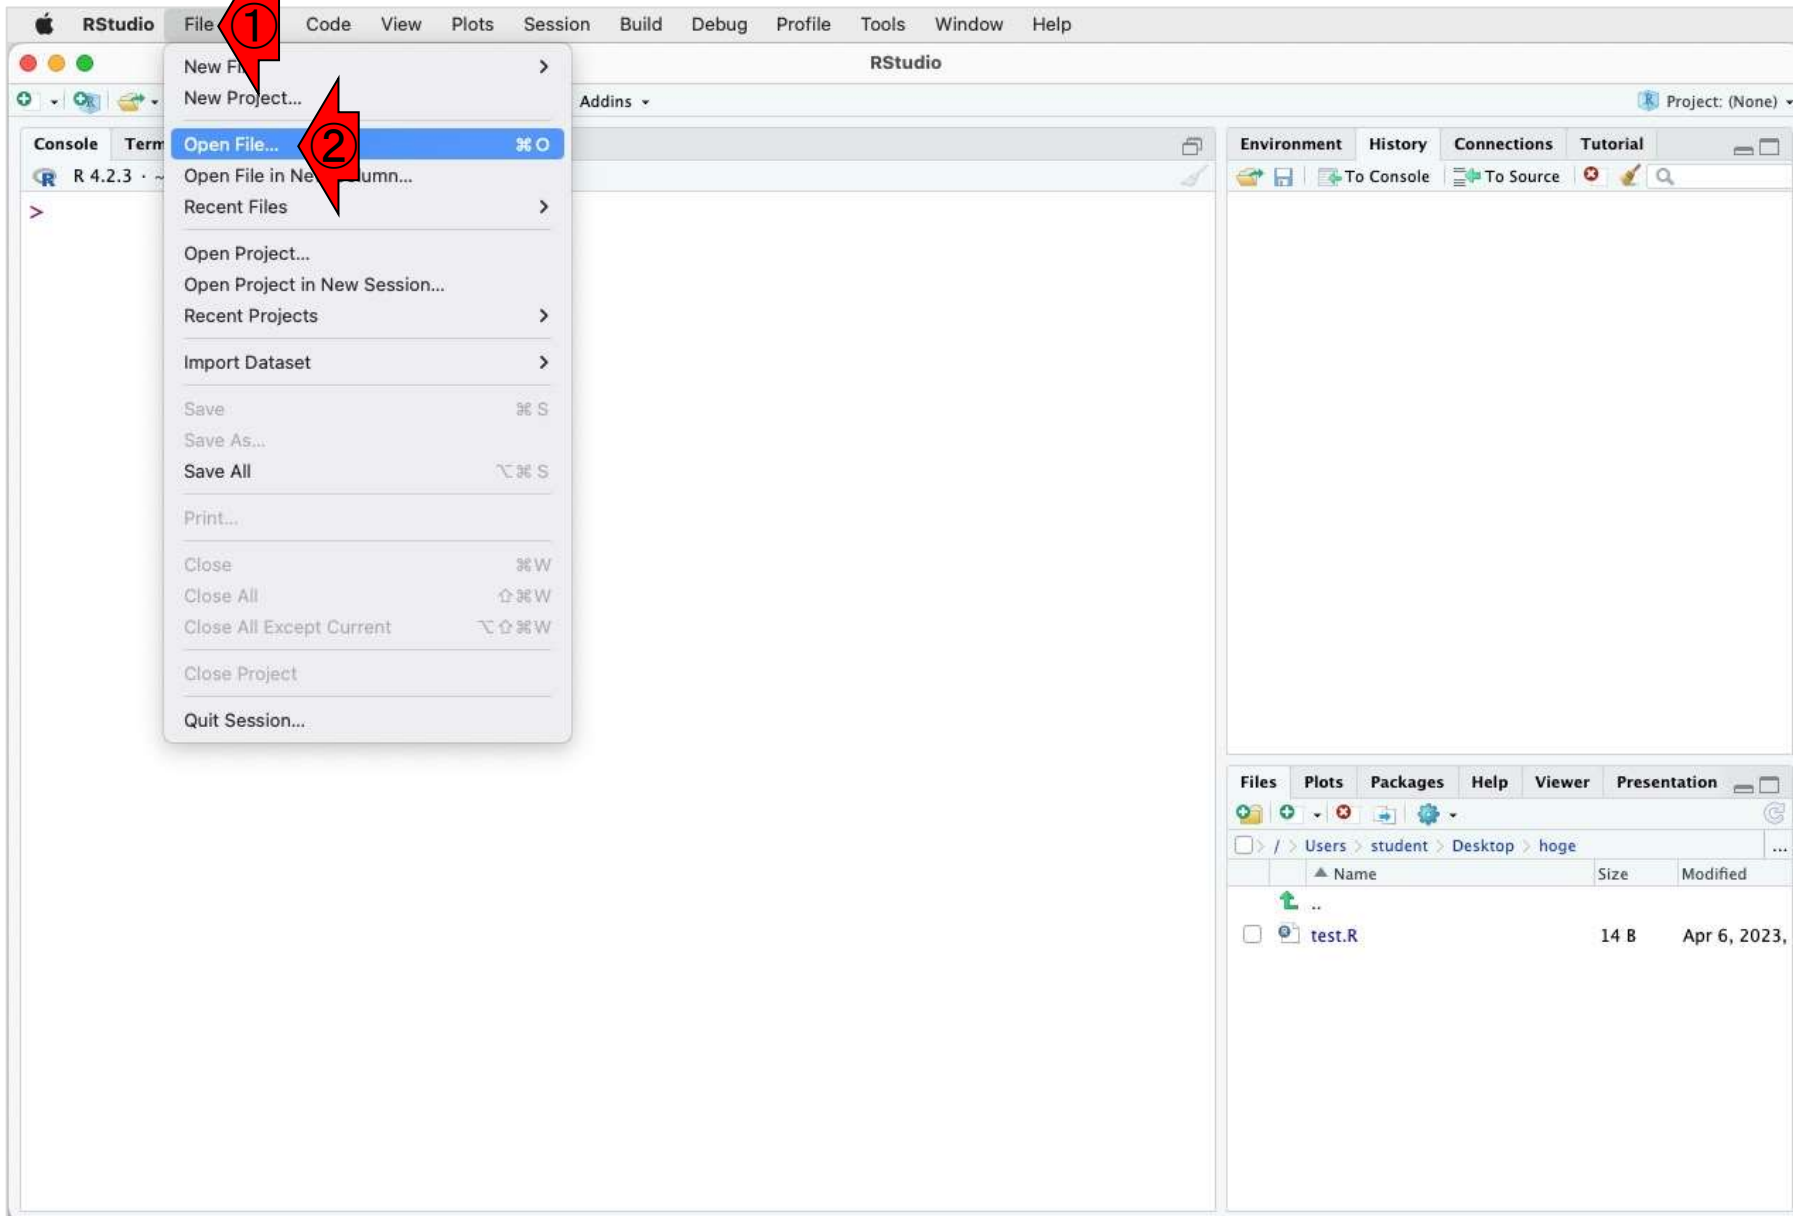 RStudio File ① Code View Plots Session Build Debug Profile Tools Window Help
RStudio
New Fi
New Project...
Addins
Project: (None)
Open File... ⌘O
②
Console Term
R 4.2.3 · ~
>
Open File in Ne umn...
Recent Files
Open Project...
Open Project in New Session...
Recent Projects
Import Dataset
Save ⌘S
Save As...
Save All ⌥⌘S
Print...
Close ⌘W
Close All ⇧⌘W
Close All Except Current ⌥⇧⌘W
Close Project
Quit Session...
Environment History Connections Tutorial
To Console To Source
Files Plots Packages Help Viewer Presentation
/ Users student Desktop hoge ...
Name Size Modified
..
test.R 14 B Apr 6, 2023,